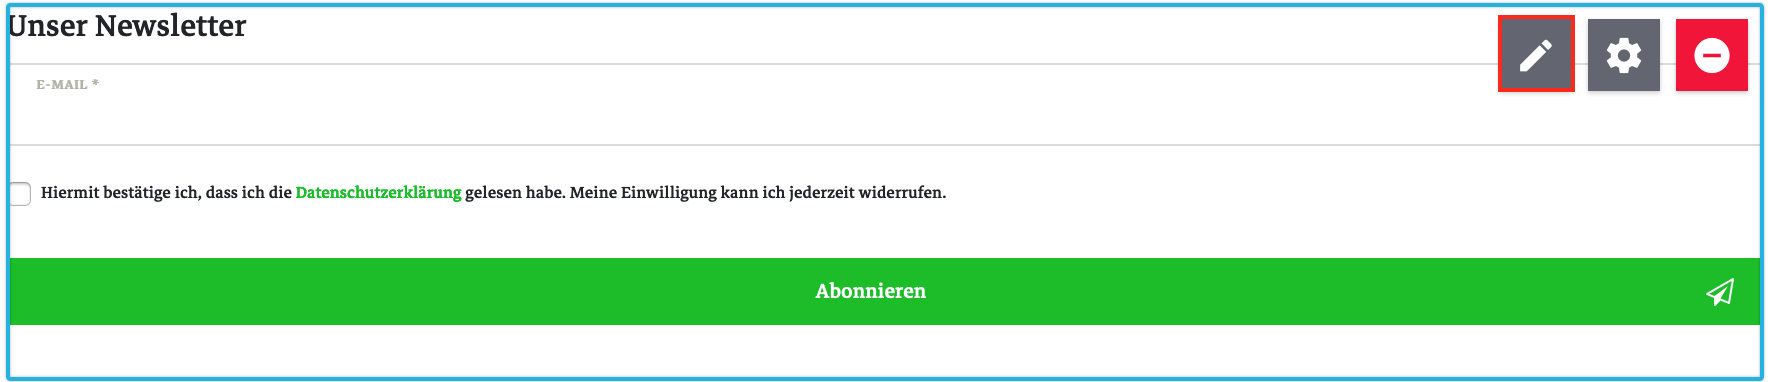 Unser Newsletter
E-MAIL *
Hiermit bestätige ich, dass ich die Datenschutzerklärung gelesen habe. Meine Einwilligung kann ich jederzeit widerrufen.
Abonnieren